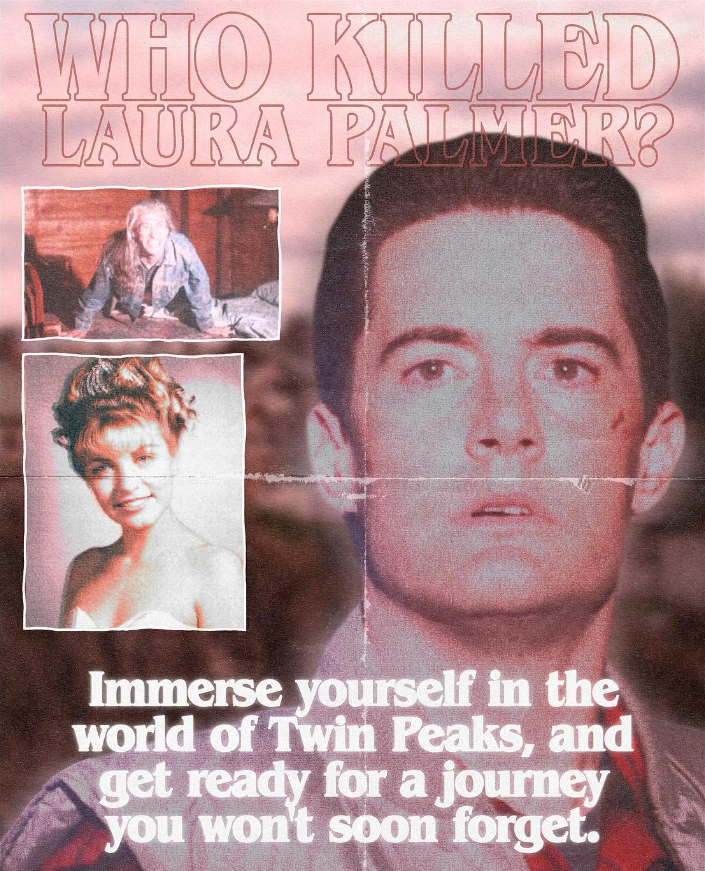 WHO KILLED
LAURA PALMER?
Immerse yourself in the
world of Twin Peaks, and
get ready for a journey
you won't soon forget.